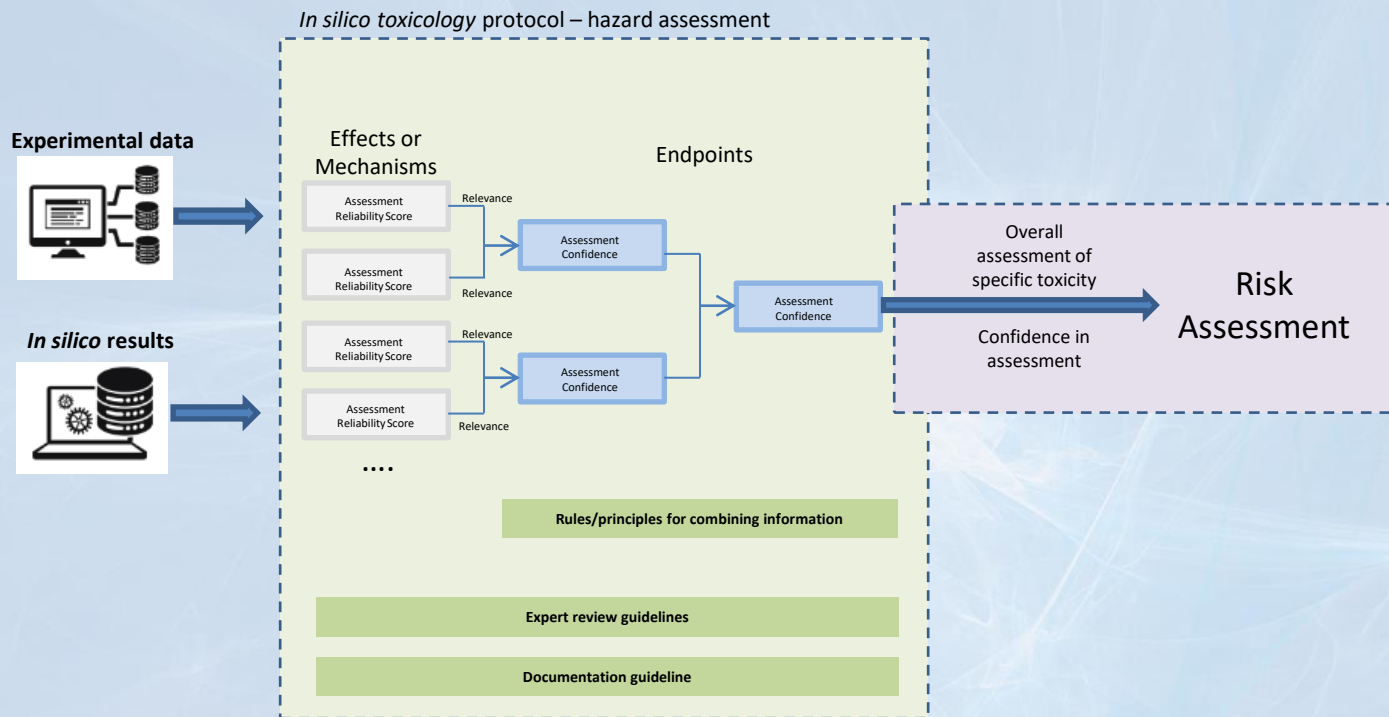 In silico toxicology protocol – hazard assessment
Experimental data
Effects or
Mechanisms
Endpoints
Assessment
Reliability Score
Relevance
Assessment
Reliability Score
Relevance
Assessment
Confidence
In silico results
Assessment
Reliability Score
Relevance
Assessment
Reliability Score
Relevance
Assessment
Confidence
....
Assessment
Confidence
Overall
assessment of
specific toxicity
Confidence in
assessment
Risk
Assessment
Rules/principles for combining information
Expert review guidelines
Documentation guideline